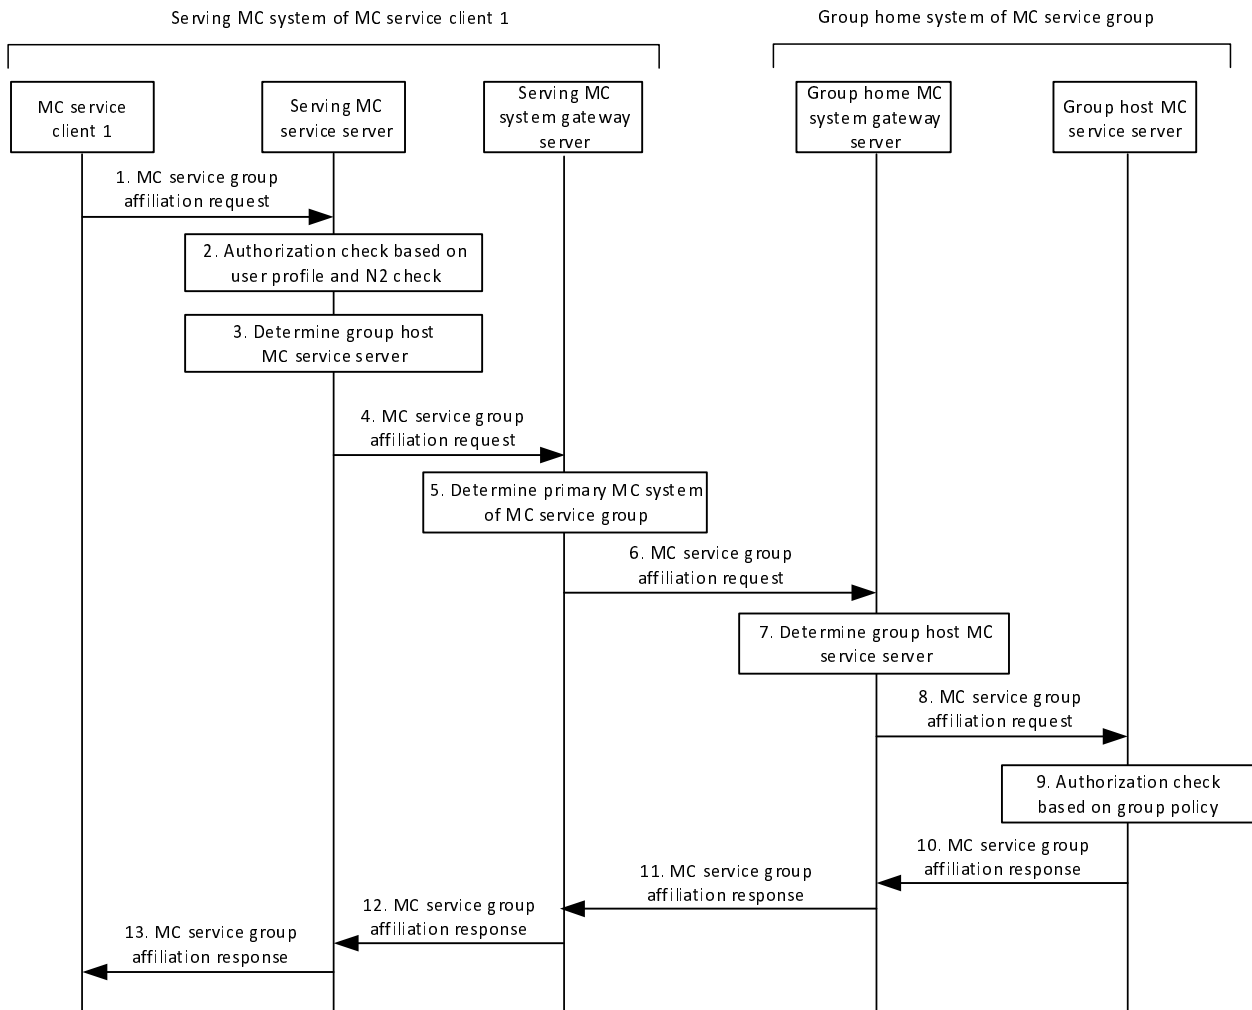 Serving MC system of MC service client 1
Group home system of MC service group
MC service
client 1
Serving MC
service server
Serving MC
system gateway
server
Group home MC
system gateway
server
Group host MC
service server
1. MC service group
affiliation request
2. Authorization check based on
user profile and N2 check
3. Determine group host
MC service server
4. MC service group
affiliation request
5. Determine primary MC system
of MC service group
6. MC service group
affiliation request
7. Determine group host MC
service server
8. MC service group
affiliation request
9. Authorization check
based on group policy
10. MC service group
affiliation response
11. MC service group
affiliation response
12. MC service group
affiliation response
13. MC service group
affiliation response